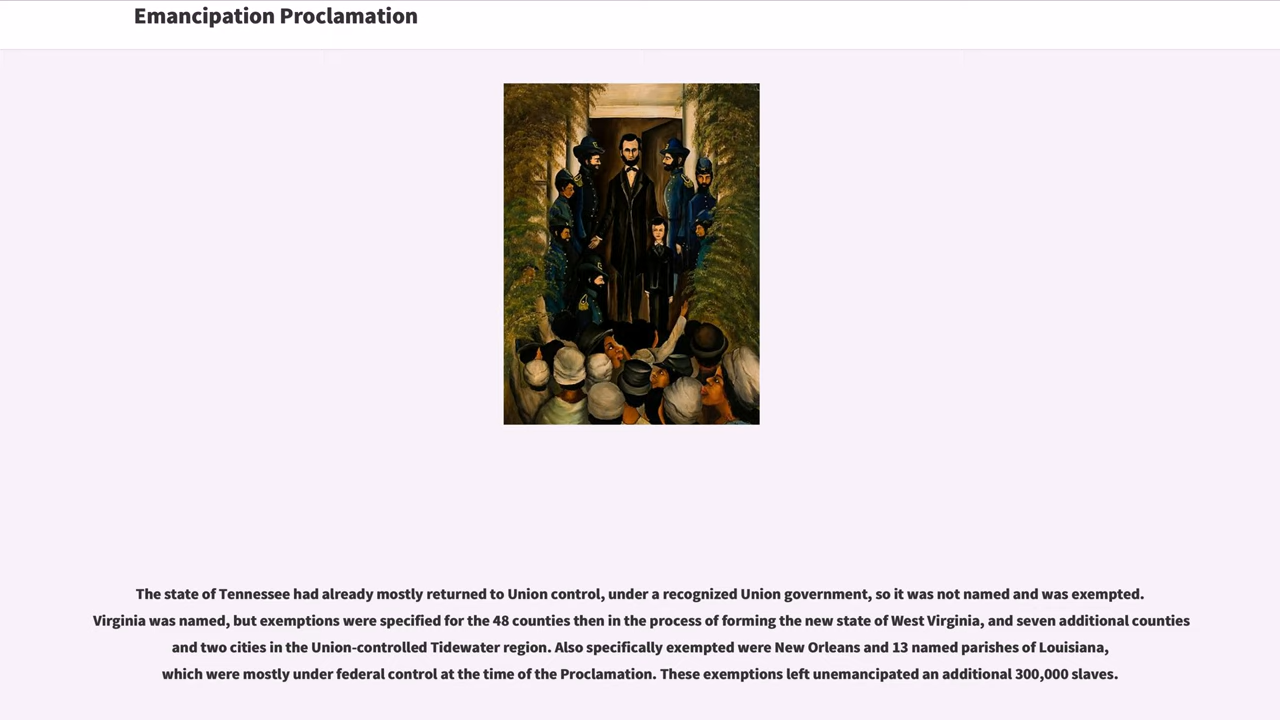 Emancipation Proclamation
The state of Tennessee had already mostly returned to Union control, under a recognized Union government, so it was not named and was exempted.
Virginia was named, but exemptions were specified for the 48 counties then in the process of forming the new state of West Virginia, and seven additional counties
and two cities in the Union-controlled Tidewater region. Also specifically exempted were New Orleans and 13 named parishes of Louisiana,
which were mostly under federal control at the time of the Proclamation. These exemptions left unemancipated an additional 300,000 slaves.